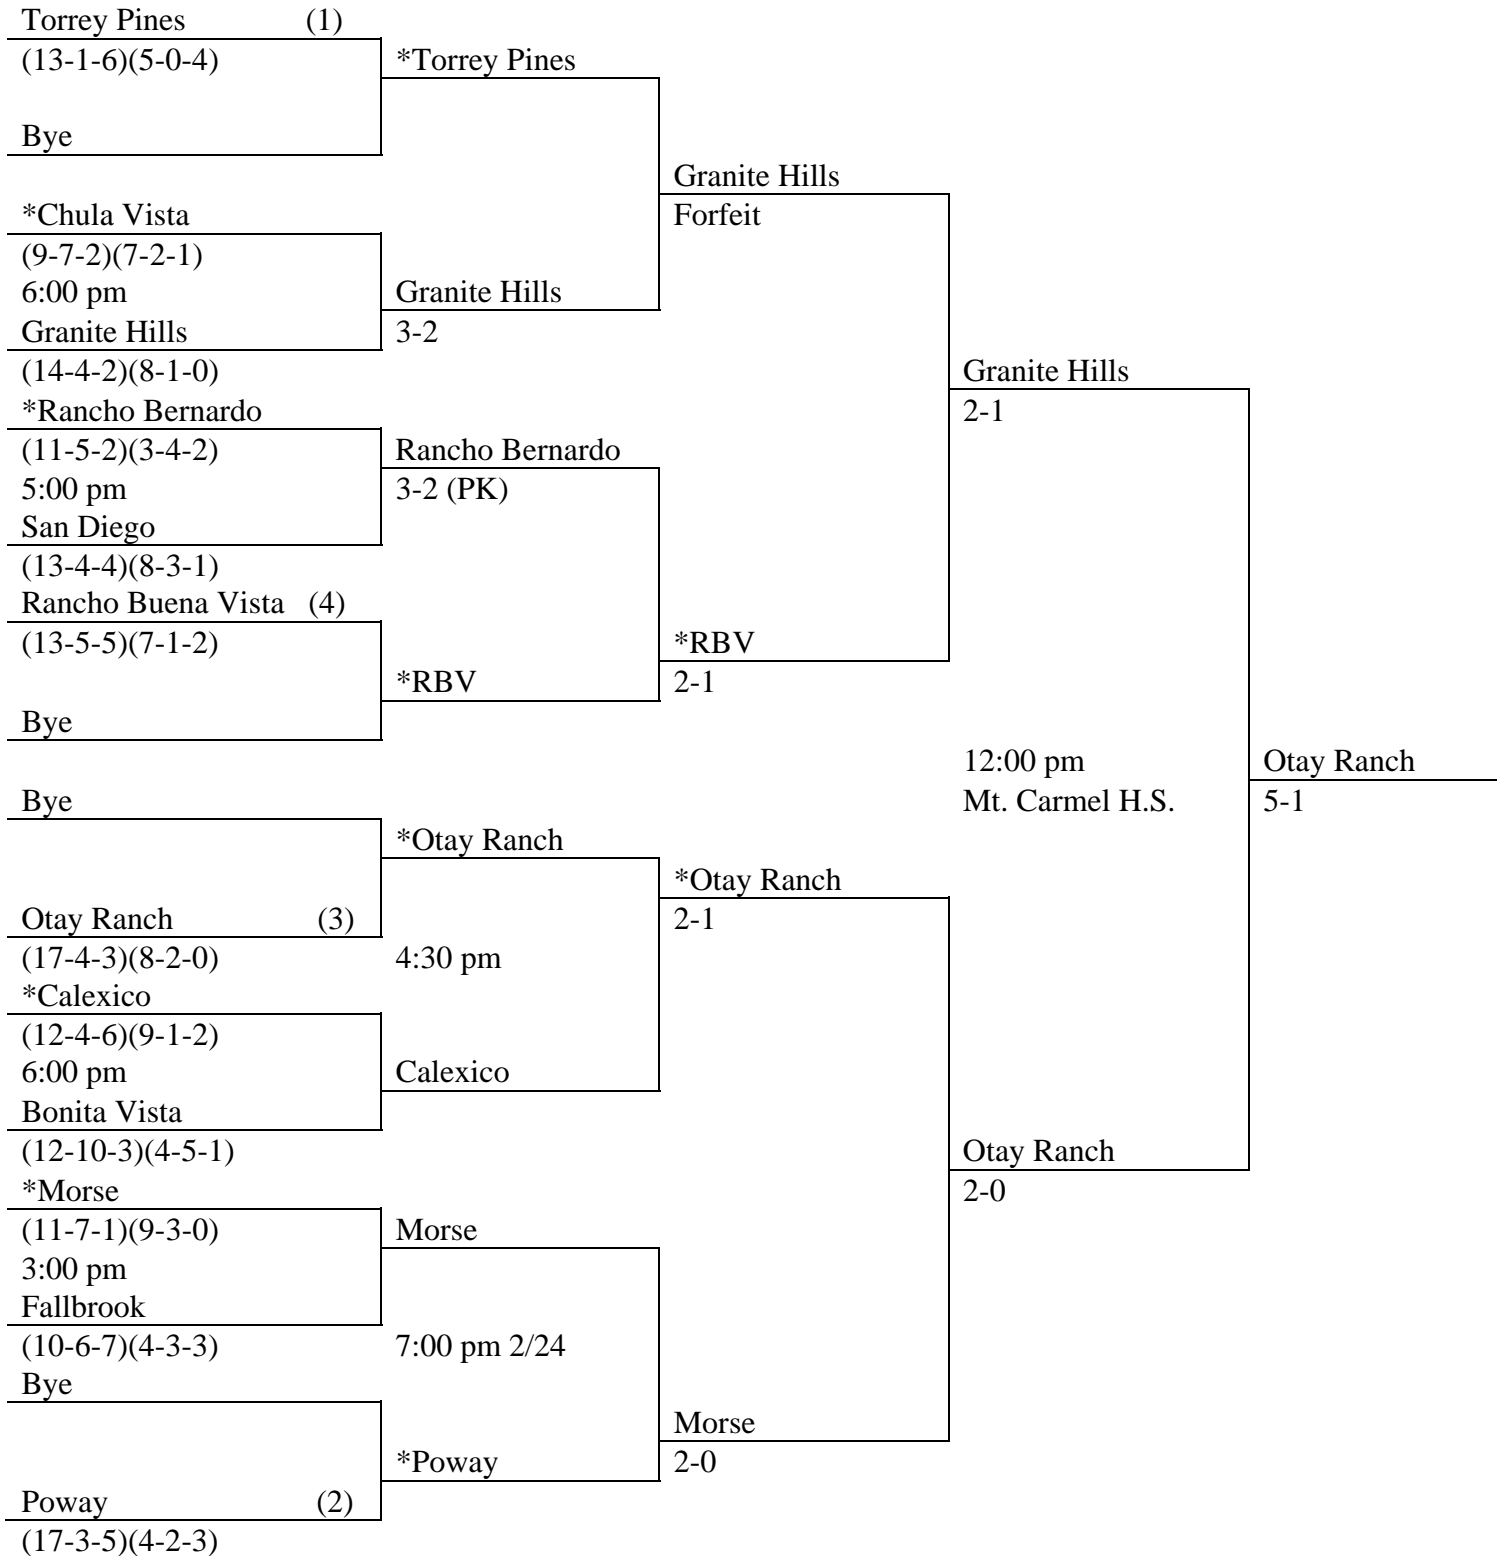 Torrey Pines (1)
(13-1-6)(5-0-4)
*Torrey Pines
Bye
Granite Hills
*Chula Vista
Forfeit
(9-7-2)(7-2-1)
6:00 pm
Granite Hills
Granite Hills
3-2
(14-4-2)(8-1-0)
Granite Hills
*Rancho Bernardo
2-1
(11-5-2)(3-4-2)
Rancho Bernardo
5:00 pm
3-2 (PK)
San Diego
(13-4-4)(8-3-1)
Rancho Buena Vista (4)
(13-5-5)(7-1-2)
*RBV
*RBV
2-1
Bye
12:00 pm
Otay Ranch
Bye
Mt. Carmel H.S.
5-1
*Otay Ranch
*Otay Ranch
Otay Ranch (3)
2-1
(17-4-3)(8-2-0)
4:30 pm
*Calexico
(12-4-6)(9-1-2)
6:00 pm
Calexico
Bonita Vista
(12-10-3)(4-5-1)
Otay Ranch
*Morse
2-0
(11-7-1)(9-3-0)
Morse
3:00 pm
Fallbrook
(10-6-7)(4-3-3)
7:00 pm 2/24
Bye
Morse
*Poway
2-0
Poway (2)
(17-3-5)(4-2-3)